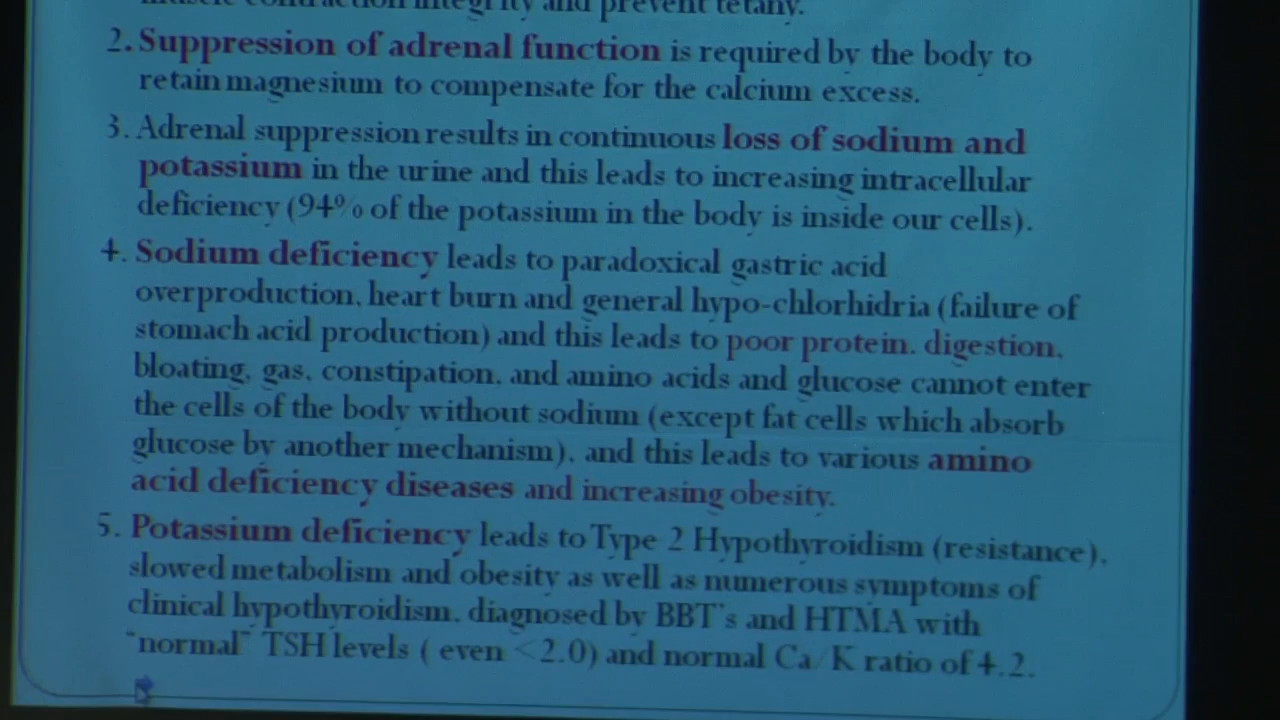 muscle contraction integrity and prevent tetany.
2. Suppression of adrenal function is required by the body to
retain magnesium to compensate for the calcium excess.
3. Adrenal suppression results in continuous loss of sodium and
potassium in the urine and this leads to increasing intracellular
deficiency (94% of the potassium in the body is inside our cells).
4. Sodium deficiency leads to paradoxical gastric acid
overproduction, heart burn and general hypo-chlorhidria (failure of
stomach acid production) and this leads to poor protein. digestion,
bloating, gas, constipation, and amino acids and glucose cannot enter
the cells of the body without sodium (except fat cells which absorb
glucose by another mechanism), and this leads to various amino
acid deficiency diseases and increasing obesity.
5. Potassium deficiency leads to Type 2 Hypothyroidism (resistance),
slowed metabolism and obesity as well as numerous symptoms of
clinical hypothyroidism, diagnosed by BBT's and HTMA with
"normal" TSH levels ( even <2.0) and normal Ca/K ratio of 4.2.